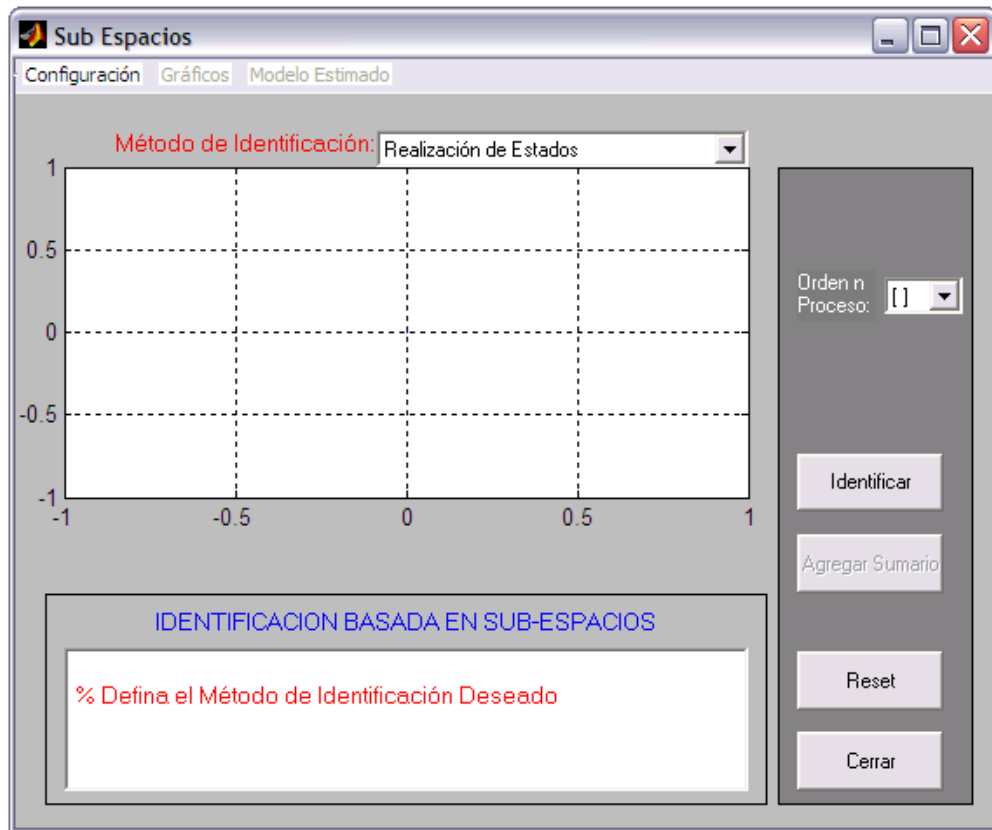 Sub Espacios
Configuración Gráficos Modelo Estimado
Método de Identificación: Realización de Estados
1
0.5
0
-0.5
-1
-1 -0.5 0 0.5 1
Orden n
Proceso: [ ]
Identificar
Agregar Sumario
IDENTIFICACION BASADA EN SUB-ESPACIOS
% Defina el Método de Identificación Deseado
Reset
Cerrar